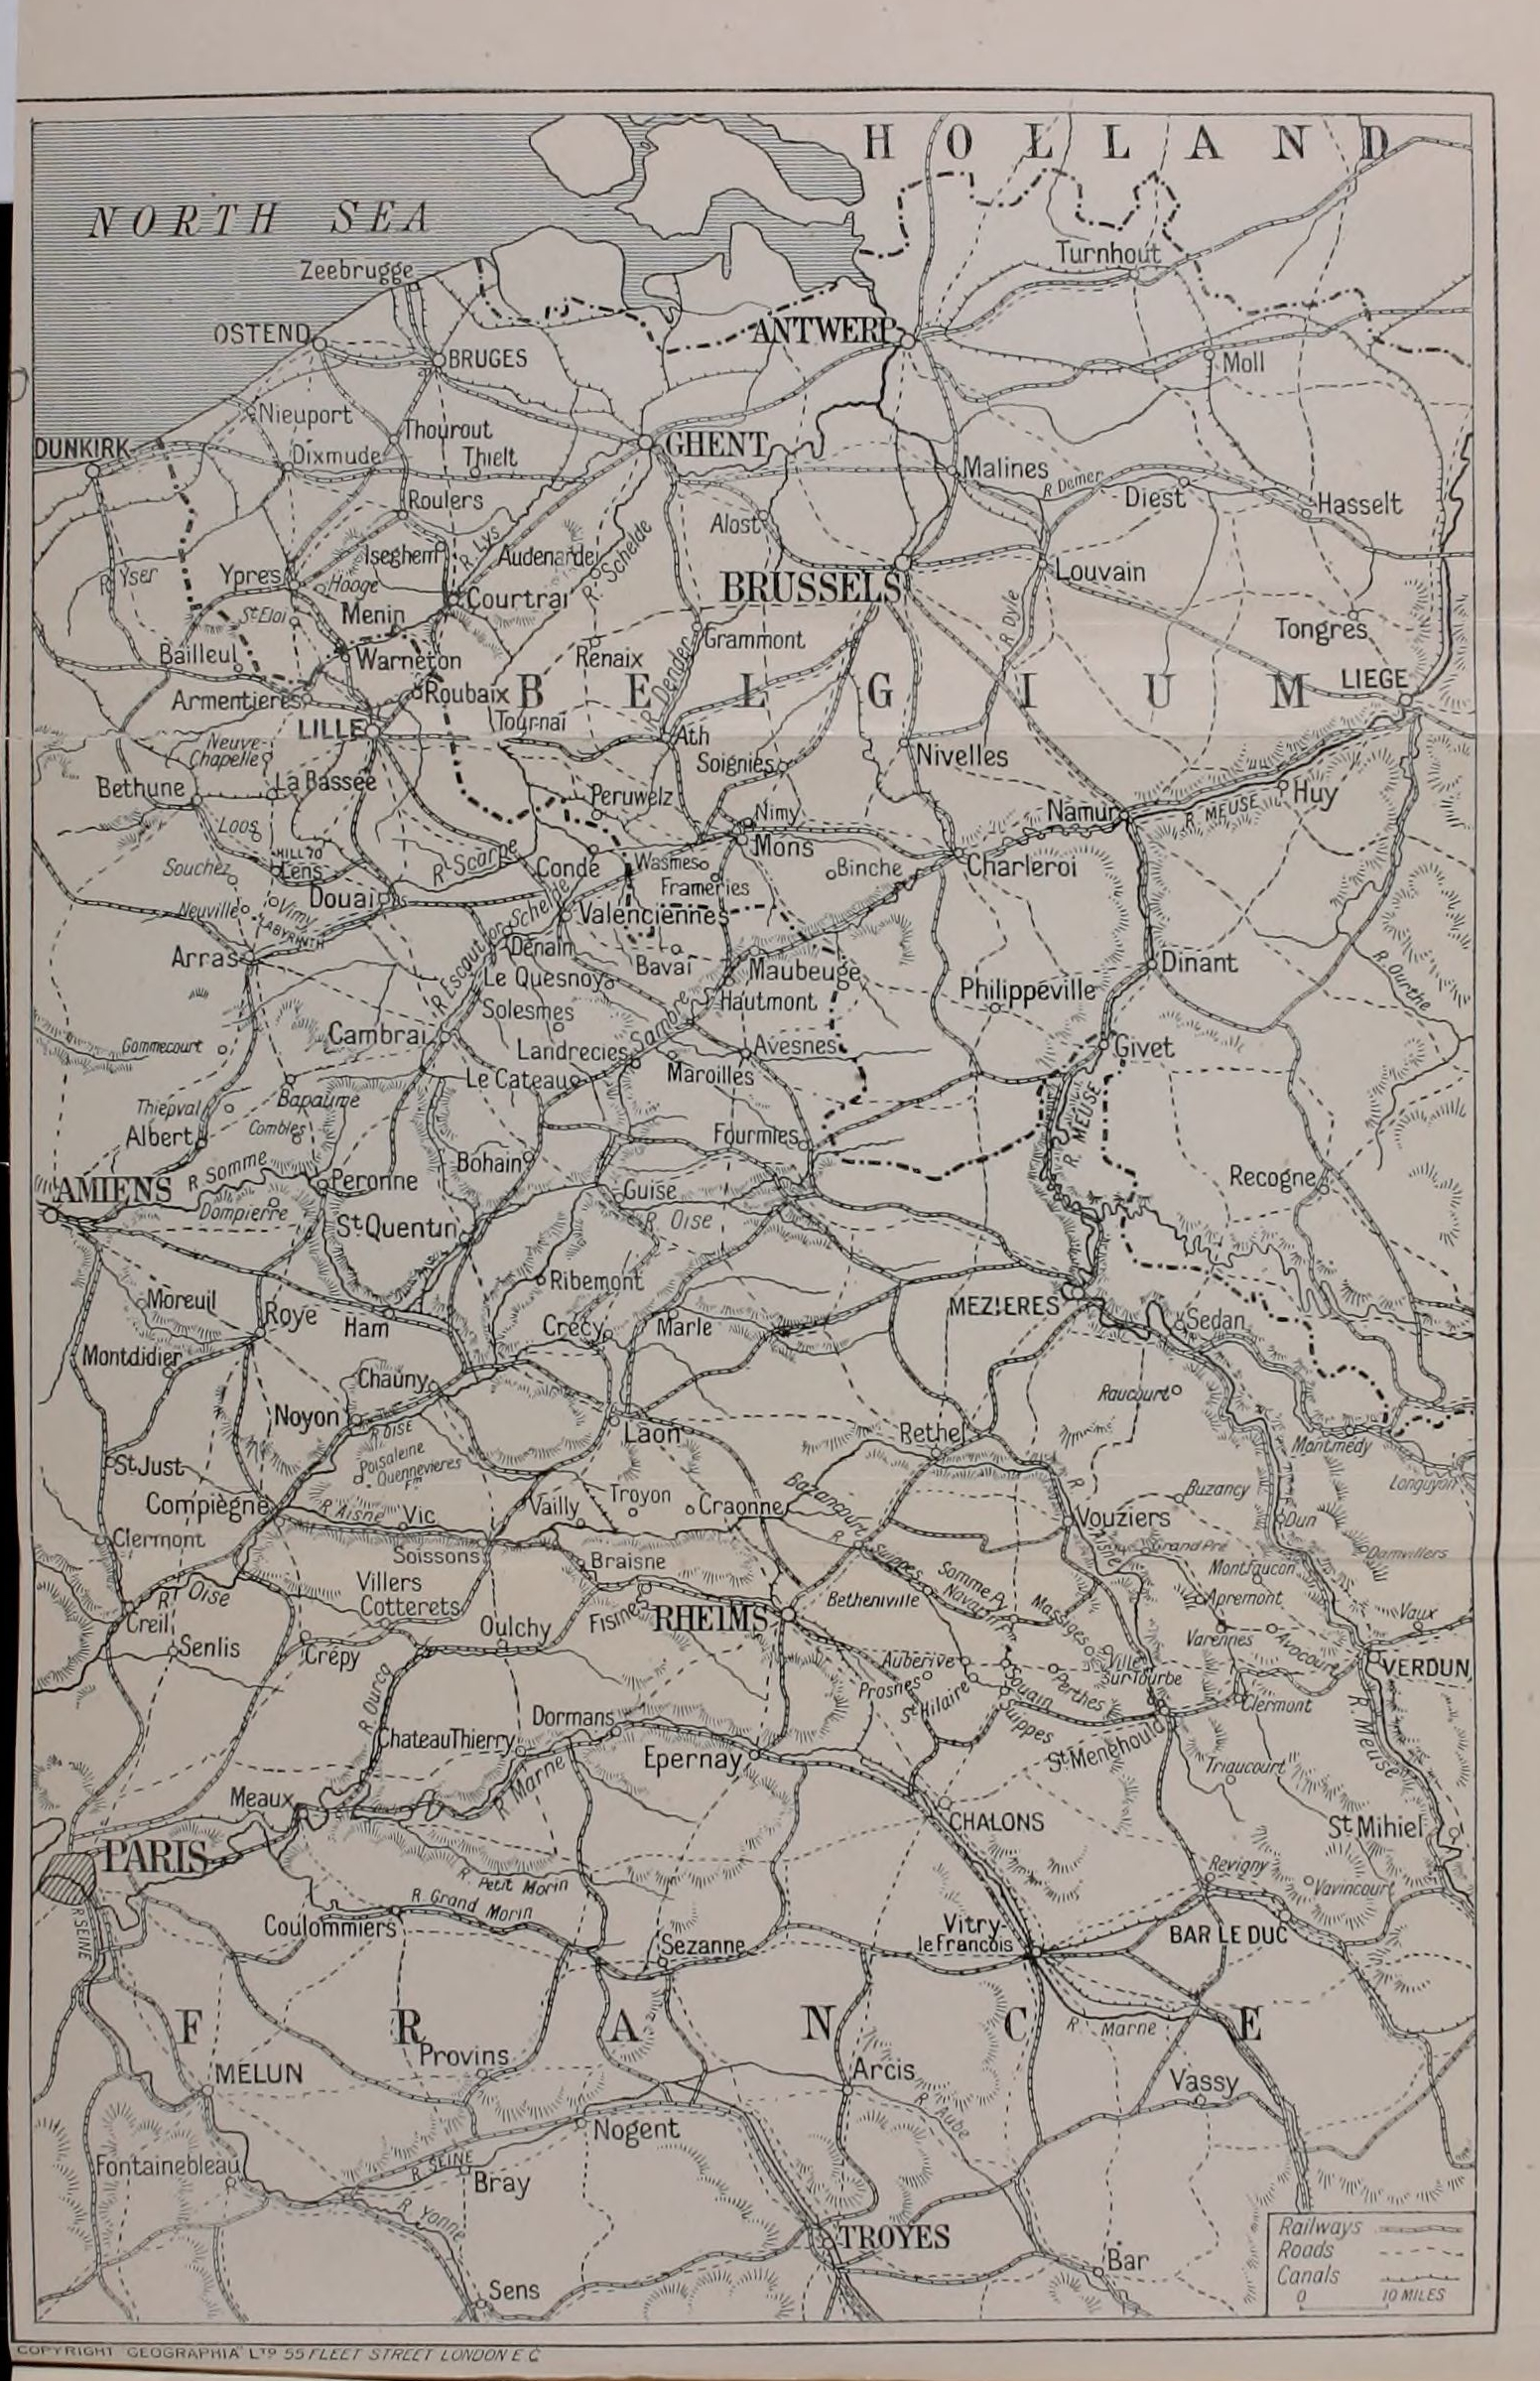 HOLLAND
NORTH SEA
Zeebrugge
Turnhout
OSTEND
ANTWERP
BRUGES
Moll
Nieuport
Thourout
DUNKIRK
Dixmude
Thielt
GHENT
Malines
R Demer
Diest
Hasselt
Roulers
Alost
Iseghem
R. Lys
Audenarde
R. Schelde
R Yser
Ypres
Hooge
BRUSSELS
Louvain
St Eloi
Menin
Courtrai
R Dyle
Tongres
Bailleul
Warneton
Renaix
Grammont
R Dender
Armentieres
Roubaix
BELGIUM
LIEGE
LILLE
Tournai
Ath
Neuve-
Chapelle
Soignies
Nivelles
Bethune
La Bassée
Peruwelz
Nimy
Namur
R. MEUSE
Huy
Loos
HILL 70
Mons
Souchez
Lens
R. Scarpe
Condé
Wasmes
Binche
Charleroi
Frameries
Neuville
Vimy
Douai
LABYRINTH
Valenciennes
R Escaut or Schelde
Arras
Denain
Bavai
Maubeuge
Dinant
R. Ourthe
Le Quesnoy
Hautmont
Philippeville
Solesmes
Gommecourt
Cambrai
Landrecies
Sambre
Avesnes
Givet
Le Cateau
Maroilles
R. MEUSE
Thiepval
Bapaume
Albert
Combles
Fourmies
Bohain
AMIENS
R Somme
Peronne
Guise
Recogne
Dompierre
St Quentin
R. Oise
Ribemont
Moreuil
Roye
Ham
Crécy
Marle
MEZIERES
Sedan
Montdidier
Chauny
Raucourt
Noyon
R OISE
Laon
Rethel
Montmedy
St Just
Poisaleine
Quennevieres
Fm
Longuyon
Compiègne
R Aisne
Vic
Vailly
Troyon
Craonne
Bazancourt
R
Buzancy
Clermont
Vouziers
Aisne
Dun
Soissons
Braisne
R. Suippes
Grand Pré
Damvillers
Montfaucon
R Oise
Villers
Cotterets
Somme Py
Navarin Fm
Apremont
Creil
Oulchy
Fismes
RHEIMS
Betheniville
Massiges
Vaux
Senlis
Crépy
Varennes
Avocourt
VERDUN
R Ourcq
Auberive
Prosnes
St Hilaire
Souain
Perthes
Ville
sur Tourbe
Clermont
Suippes
Dormans
Chateau Thierry
Epernay
St Menehould
R. Meuse
R Marne
Triaucourt
Meaux
CHALONS
St Mihiel
PARIS
R. Petit Morin
Revigny
Vavincourt
R SEINE
R Grand Morin
Coulommiers
Sezanne
Vitry-
le Francois
BAR LE DUC
FRANCE
R. Marne
Provins
MELUN
Arcis
Vassy
R Aube
Nogent
Fontainebleau
R SEINE
Bray
R. Yonne
TROYES
Bar
Sens
Railways
Roads
Canals
0 10 MILES
COPYRIGHT "GEOGRAPHIA" LTD 55 FLEET STREET LONDON E C